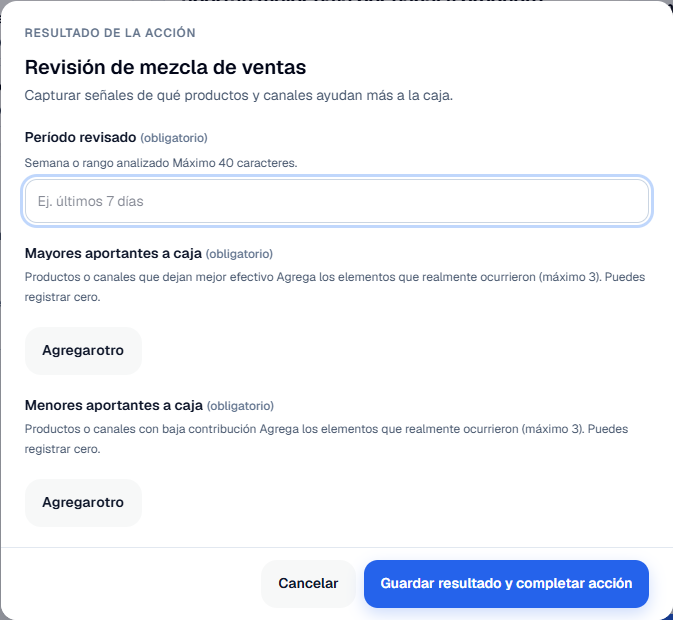 RESULTADO DE LA ACCIÓN
Revisión de mezcla de ventas
Capturar señales de qué productos y canales ayudan más a la caja.
Período revisado (obligatorio)
Semana o rango analizado Máximo 40 caracteres.
Ej. últimos 7 días
Mayores aportantes a caja (obligatorio)
Productos o canales que dejan mejor efectivo Agrega los elementos que realmente ocurrieron (máximo 3). Puedes
registrar cero.
Agregarotro
Menores aportantes a caja (obligatorio)
Productos o canales con baja contribución Agrega los elementos que realmente ocurrieron (máximo 3). Puedes
registrar cero.
Agregarotro
Cancelar
Guardar resultado y completar acción